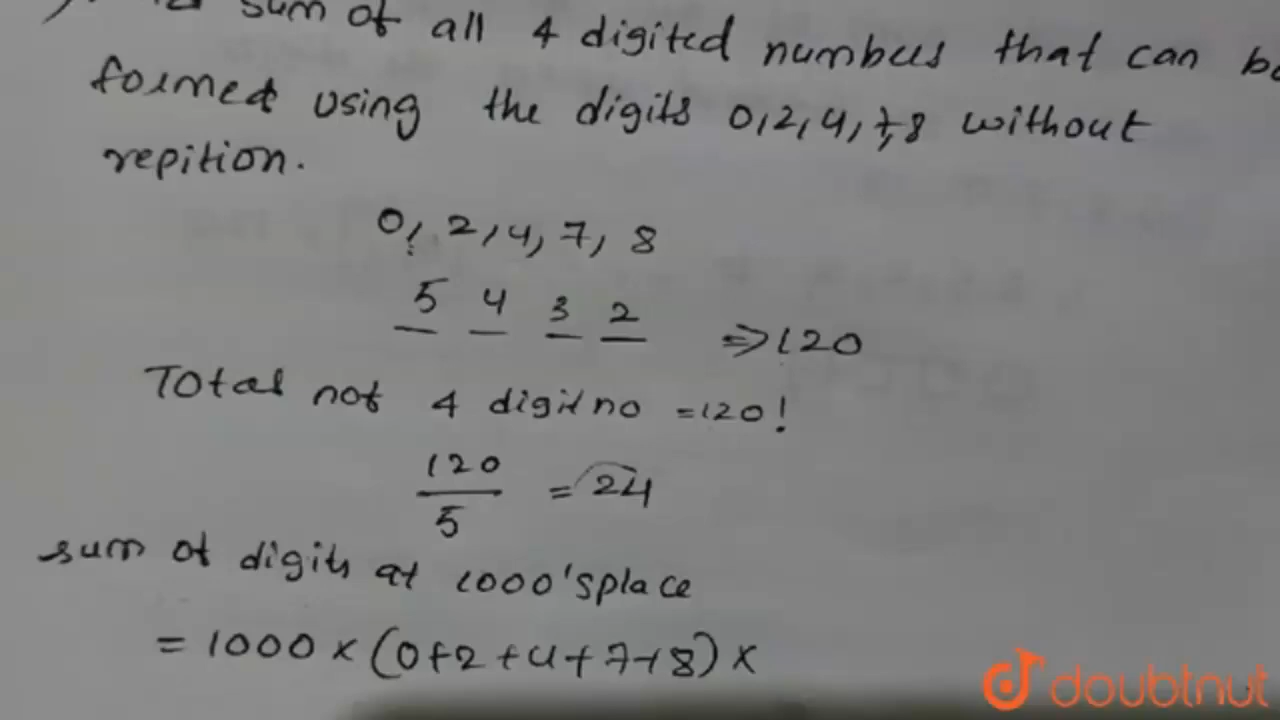 sum of all 4 digited numbers that can be
formed using the digits 0,2,4,7,8 without
repition.
0, 2, 4, 7, 8
5 4 3 2 => 120
Total no of 4 digit no = 120!
120/5 = 24
sum of digits at 1000's place
= 1000 × (0+2+4+7+8) ×
doubtnut